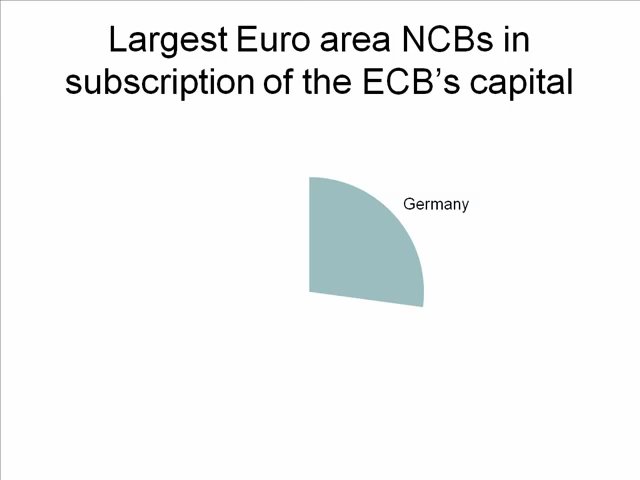 Largest Euro area NCBs in
subscription of the ECB’s capital
Germany